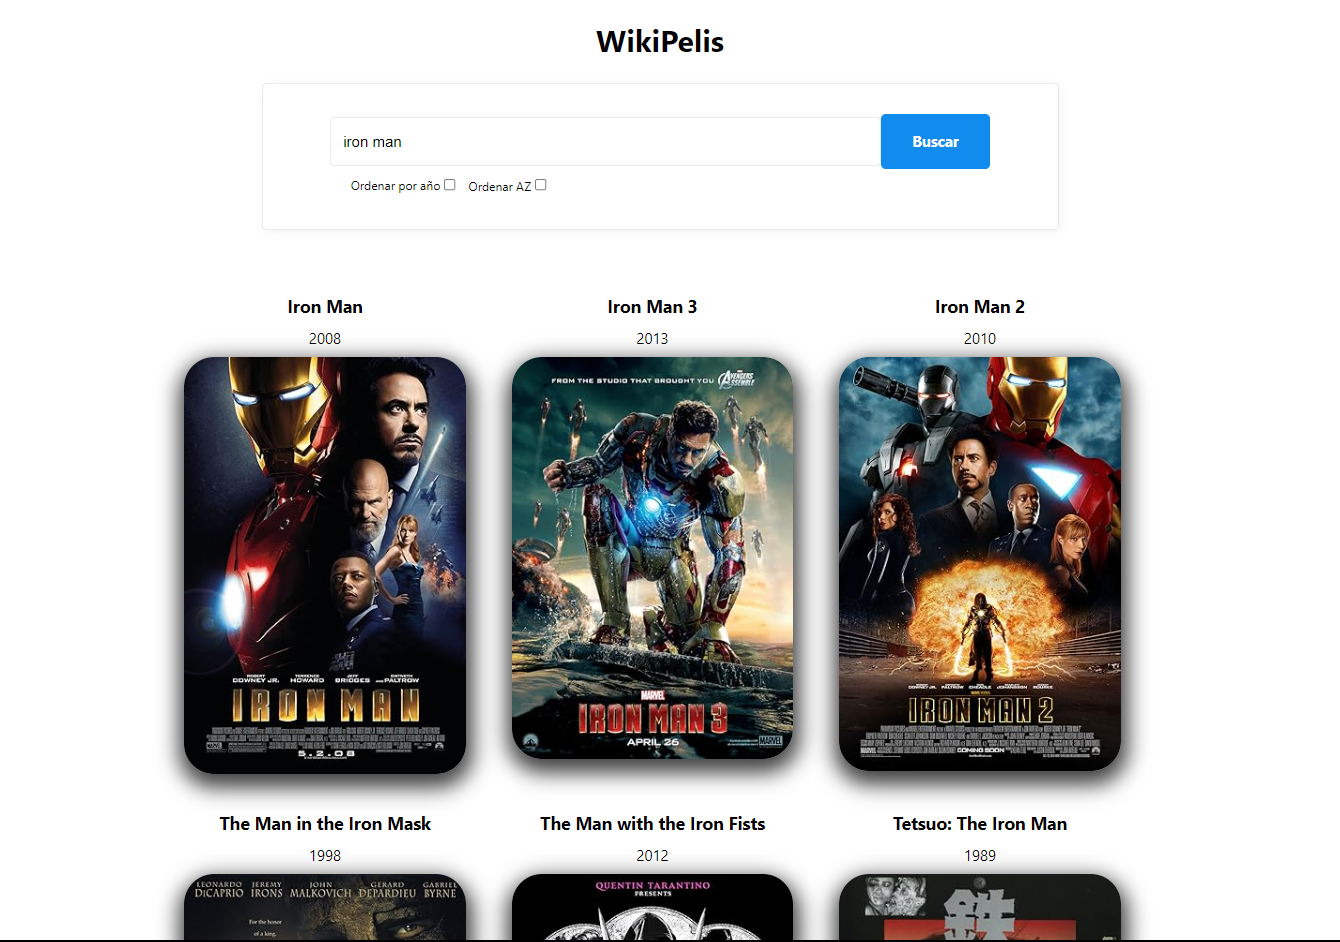 WikiPelis
iron man
Buscar
Ordenar por año
Ordenar AZ
Iron Man
2008
Iron Man 3
2013
Iron Man 2
2010
ROBERT DOWNEY JR. TERRENCE HOWARD JEFF BRIDGES AND GWYNETH PALTROW
IRON MAN
5.2.08
FROM THE STUDIO THAT BROUGHT YOU AVENGERS ASSEMBLE
MARVEL
IRON MAN 3
APRIL 26
MARVEL
IRON MAN 2
COMING SOON
The Man in the Iron Mask
1998
The Man with the Iron Fists
2012
Tetsuo: The Iron Man
1989
LEONARDO DICAPRIO JEREMY IRONS JOHN MALKOVICH GERARD DEPARDIEU GABRIEL BYRNE
For the honor
of a king.
QUENTIN TARANTINO
PRESENTS
鉄